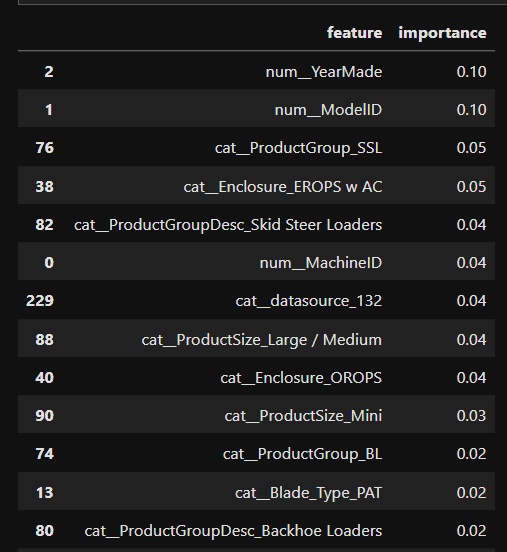 feature importance
2 num__YearMade 0.10
1 num__ModelID 0.10
76 cat__ProductGroup_SSL 0.05
38 cat__Enclosure_EROPS w AC 0.05
82 cat__ProductGroupDesc_Skid Steer Loaders 0.04
0 num__MachineID 0.04
229 cat__datasource_132 0.04
88 cat__ProductSize_Large / Medium 0.04
40 cat__Enclosure_OROPS 0.04
90 cat__ProductSize_Mini 0.03
74 cat__ProductGroup_BL 0.02
13 cat__Blade_Type_PAT 0.02
80 cat__ProductGroupDesc_Backhoe Loaders 0.02